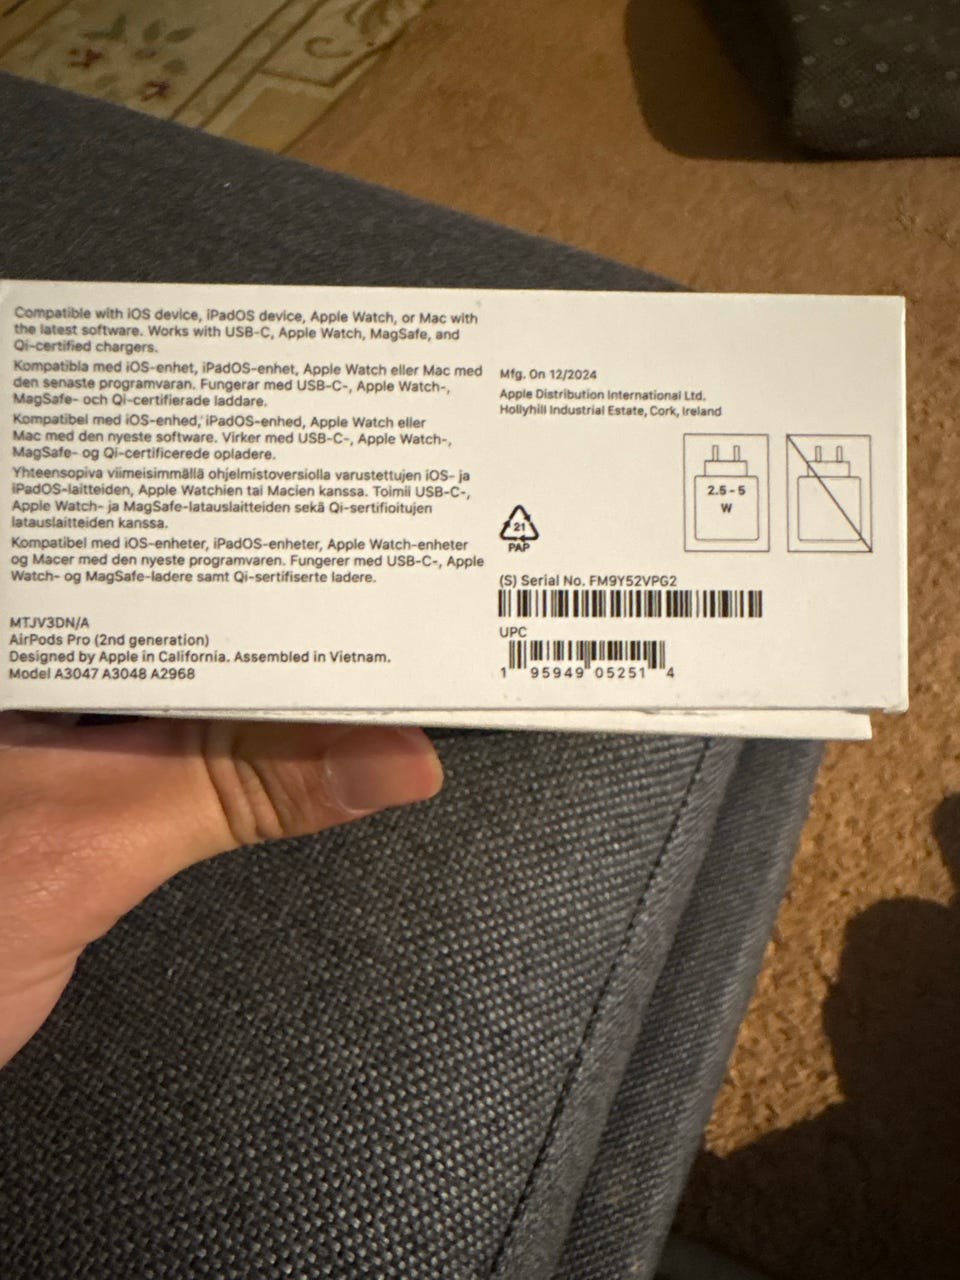 Compatible with iOS device, iPadOS device, Apple Watch, or Mac with
the latest software. Works with USB-C, Apple Watch, MagSafe, and
Qi-certified chargers.
Kompatibla med iOS-enhet, iPadOS-enhet, Apple Watch eller Mac med
den senaste programvaran. Fungerar med USB-C-, Apple Watch-,
MagSafe- och Qi-certifierade laddare.
Kompatibel med iOS-enhed, iPadOS-enhed, Apple Watch eller
Mac med den nyeste software. Virker med USB-C-, Apple Watch-,
MagSafe- og Qi-certificerede opladere.
Yhteensopiva viimeisimmällä ohjelmistoversiolla varustettujen iOS- ja
iPadOS-laitteiden, Apple Watchien tai Macien kanssa. Toimii USB-C-,
Apple Watch- ja MagSafe-latauslaitteiden sekä Qi-sertifioitujen
latauslaitteiden kanssa.
Kompatibel med iOS-enheter, iPadOS-enheter, Apple Watch-enheter
og Macer med den nyeste programvaren. Fungerer med USB-C-, Apple
Watch- og MagSafe-ladere samt Qi-sertifiserte ladere.
MTJV3DN/A
AirPods Pro (2nd generation)
Designed by Apple in California. Assembled in Vietnam.
Model A3047 A3048 A2968
Mfg. On 12/2024
Apple Distribution International Ltd.
Hollyhill Industrial Estate, Cork, Ireland
2.5 - 5
W
21
PAP
(S) Serial No. FM9Y52VPG2
UPC
1 95949 05251 4